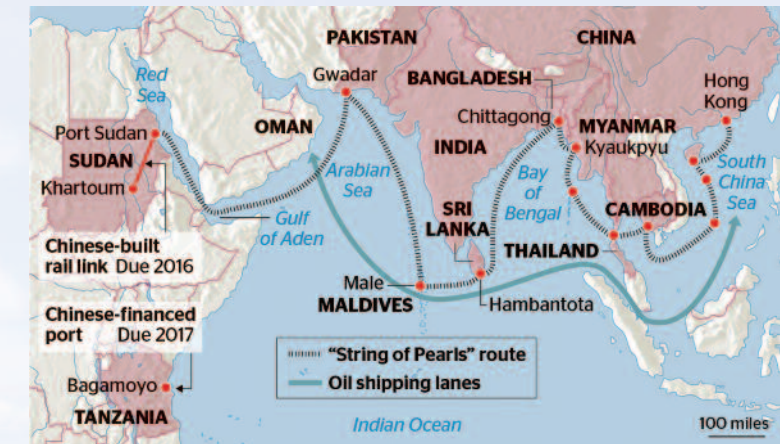 PAKISTAN
CHINA
Red
Sea
Gwadar
BANGLADESH
Hong
Kong
Port Sudan
OMAN
Chittagong
MYANMAR
SUDAN
INDIA
Kyaukpyu
Khartoum
Arabian
Sea
Bay
of
Bengal
South
China
Sea
Gulf
of Aden
SRI
LANKA
CAMBODIA
Chinese-built
rail link Due 2016
THAILAND
Male
MALDIVES
Hambantota
Chinese-financed
port Due 2017
"String of Pearls" route
Oil shipping lanes
Bagamoyo
TANZANIA
Indian Ocean
100 miles